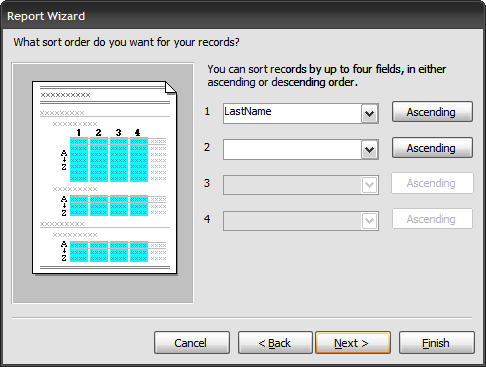 Report Wizard
What sort order do you want for your records?
You can sort records by up to four fields, in either
ascending or descending order.
1 LastName Ascending
2 Ascending
3 Ascending
4 Ascending
xxxxxxxxxx
xxxxxxxxx
1 2 3 4
A
Z
xxxxxxxxx
A
Z
xxxxxxxxx
xxxxxxxxx
A
Z
Cancel < Back Next > Finish